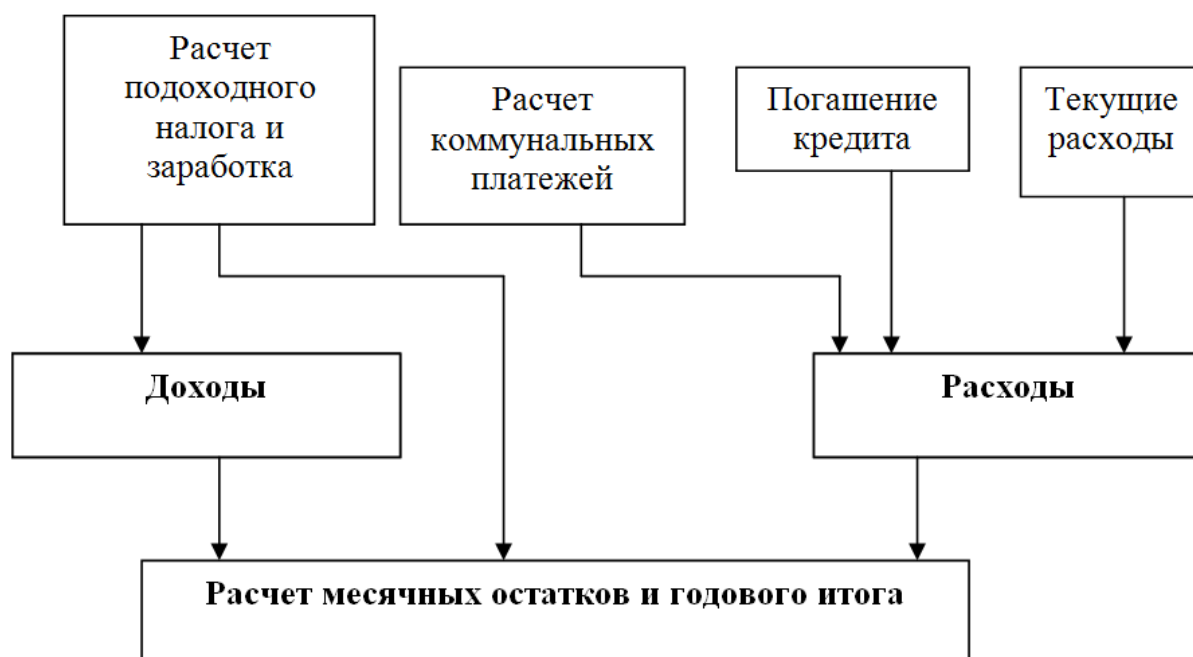 Расчет
подоходного
налога и
заработка
Расчет
коммунальных
платежей
Погашение
кредита
Текущие
расходы
Доходы
Расходы
Расчет месячных остатков и годового итога